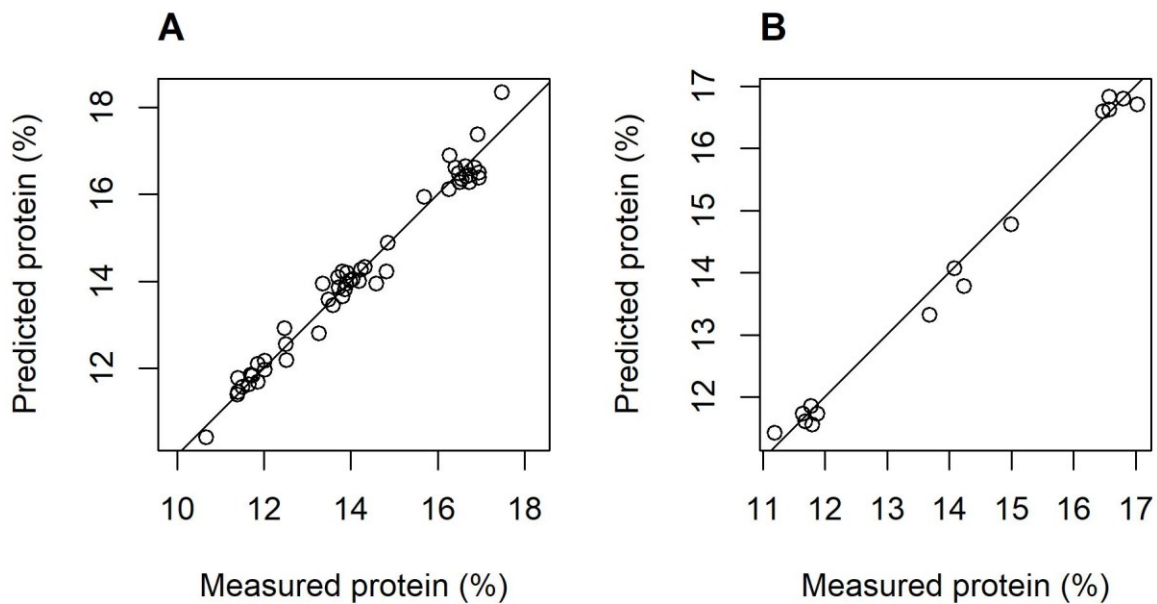 A
Predicted protein (%)
18
16
14
12
10 12 14 16 18
Measured protein (%)
B
Predicted protein (%)
17
16
15
14
13
12
11 12 13 14 15 16 17
Measured protein (%)